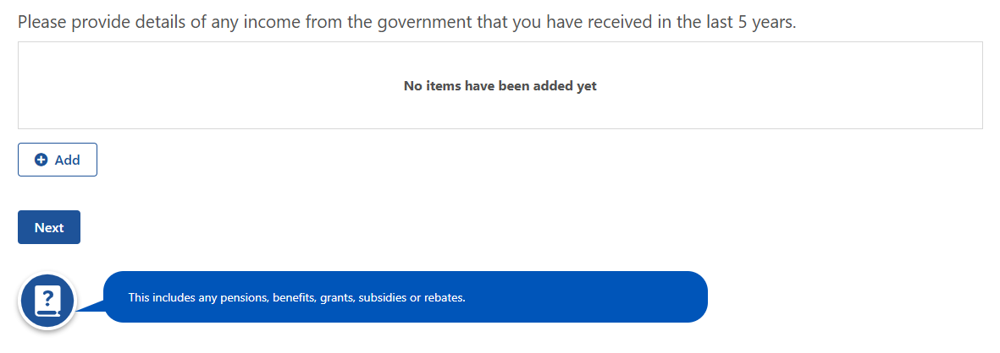 Please provide details of any income from the government that you have received in the last 5 years.
No items have been added yet
Add
Next
This includes any pensions, benefits, grants, subsidies or rebates.